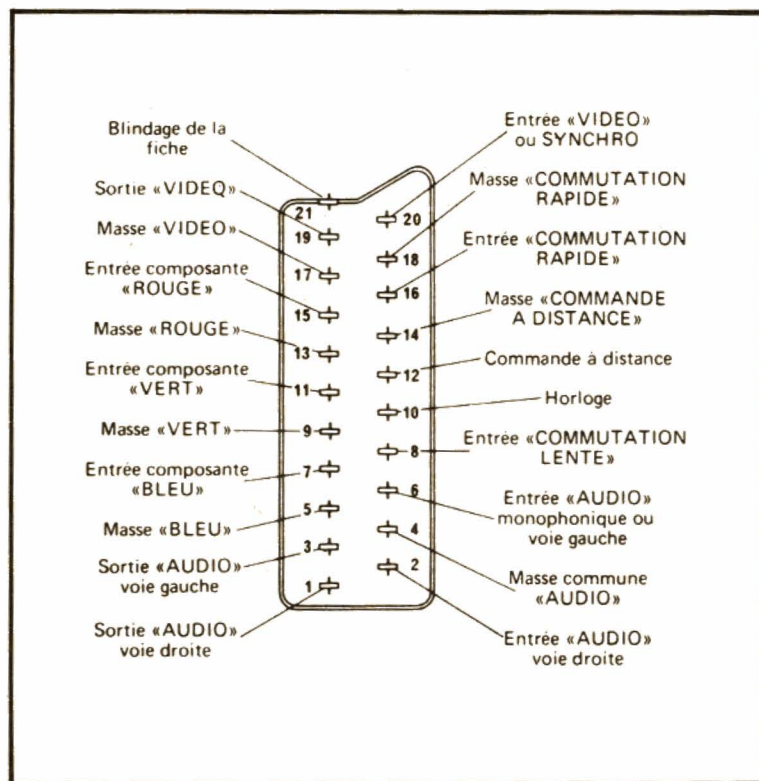 Blindage de la
fiche
Sortie «VIDEO»
Masse «VIDEO»
Entrée composante
«ROUGE»
Masse «ROUGE»
Entrée composante
«VERT»
Masse «VERT»
Entrée composante
«BLEU»
Masse «BLEU»
Sortie «AUDIO»
voie gauche
Sortie «AUDIO»
voie droite
21
19
17
15
13
11
9
7
5
3
1
20
18
16
14
12
10
8
6
4
2
Entrée «VIDEO»
ou SYNCHRO
Masse «COMMUTATION
RAPIDE»
Entrée «COMMUTATION
RAPIDE»
Masse «COMMANDE
A DISTANCE»
Commande à distance
Horloge
Entrée «COMMUTATION
LENTE»
Entrée «AUDIO»
monophonique ou
voie gauche
Masse commune
«AUDIO»
Entrée «AUDIO»
voie droite